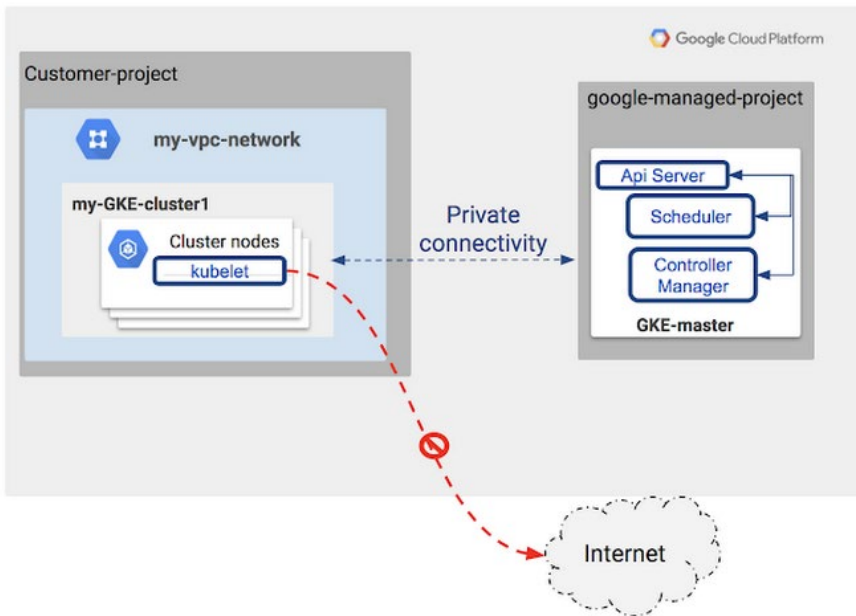 Google Cloud Platform
Customer-project
my-vpc-network
my-GKE-cluster1
Cluster nodes
kubelet
Private
connectivity
google-managed-project
Api Server
Scheduler
Controller
Manager
GKE-master
Internet